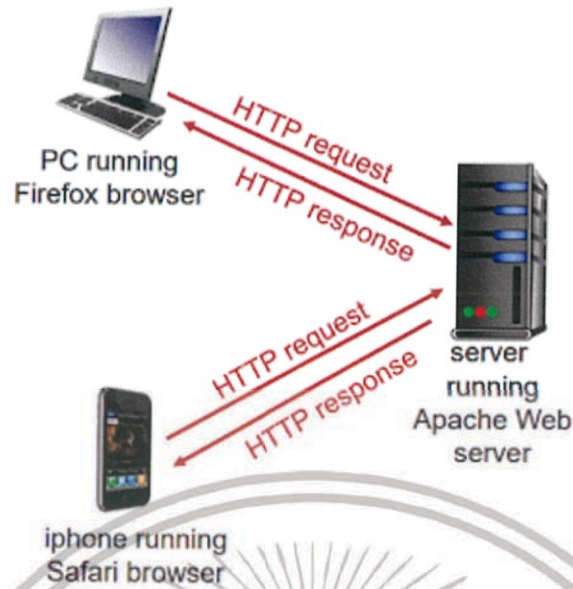 HTTP request
HTTP response
PC running
Firefox browser
HTTP request
HTTP response
server
running
Apache Web
server
iphone running
Safari browser